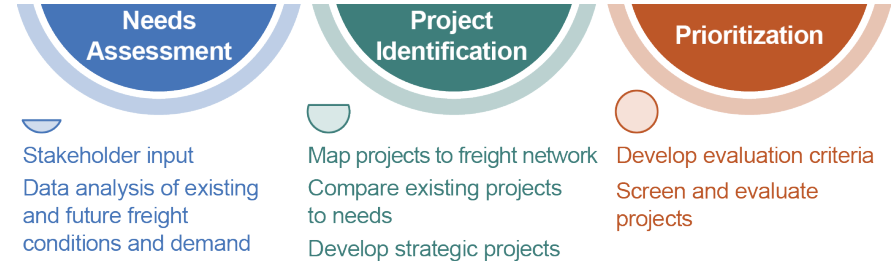 Needs
Assessment
Project
Identification
Prioritization
Stakeholder input
Data analysis of existing
and future freight
conditions and demand
Map projects to freight network
Compare existing projects
to needs
Develop strategic projects
Develop evaluation criteria
Screen and evaluate
projects